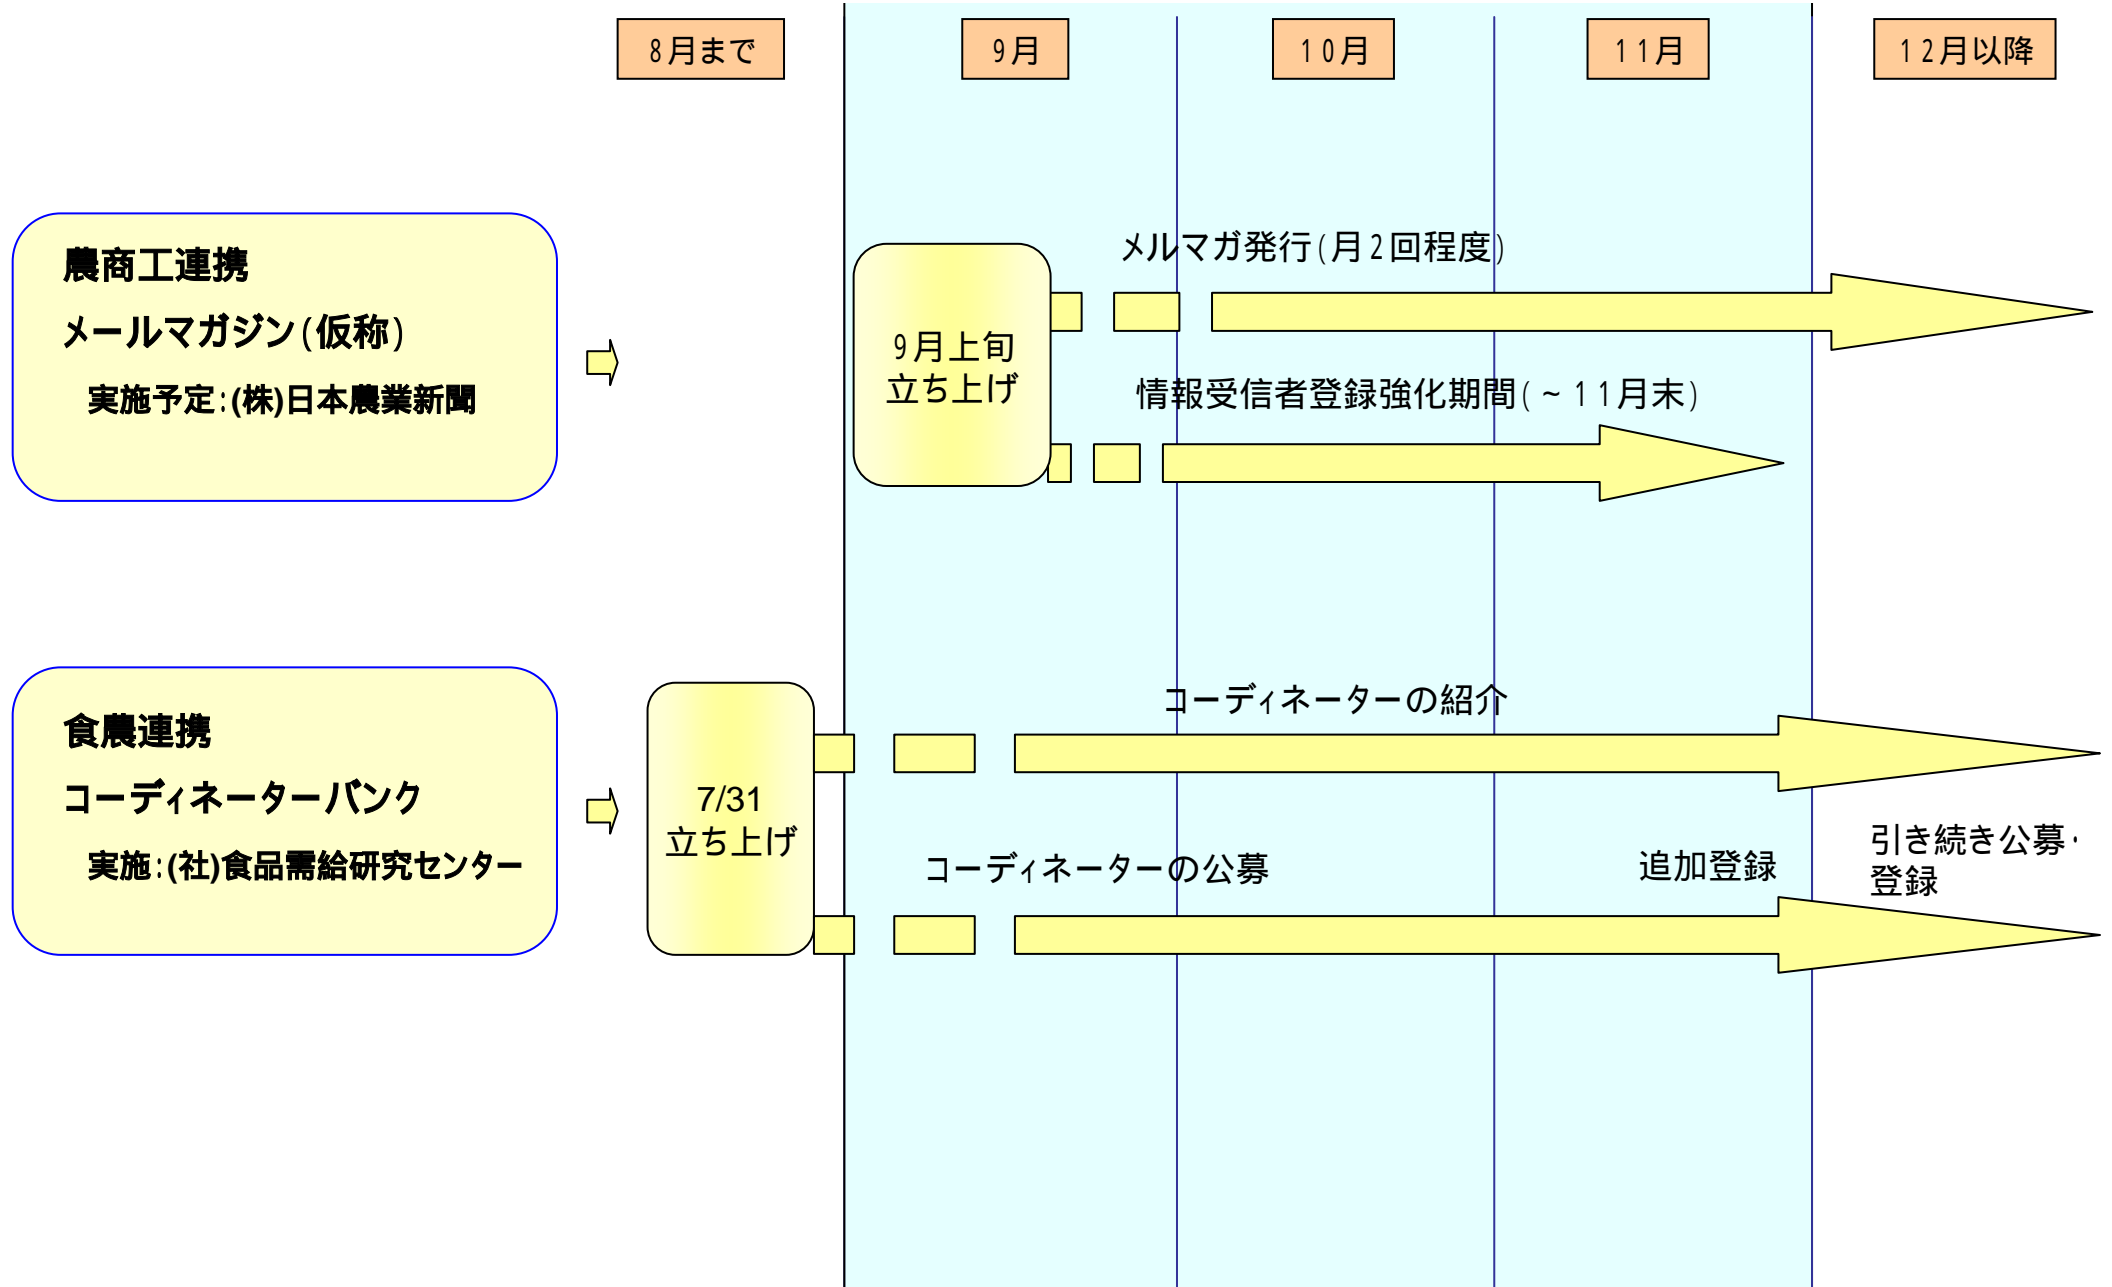 8月まで
9月
10月
11月
12月以降
農商工連携
メールマガジン(仮称)
実施予定:(株)日本農業新聞
9月上旬
立ち上げ
メルマガ発行(月2回程度)
情報受信者登録強化期間(~11月末)
食農連携
コーディネーターバンク
実施:(社)食品需給研究センター
7/31
立ち上げ
コーディネーターの紹介
コーディネーターの公募
追加登録
引き続き公募・
登録